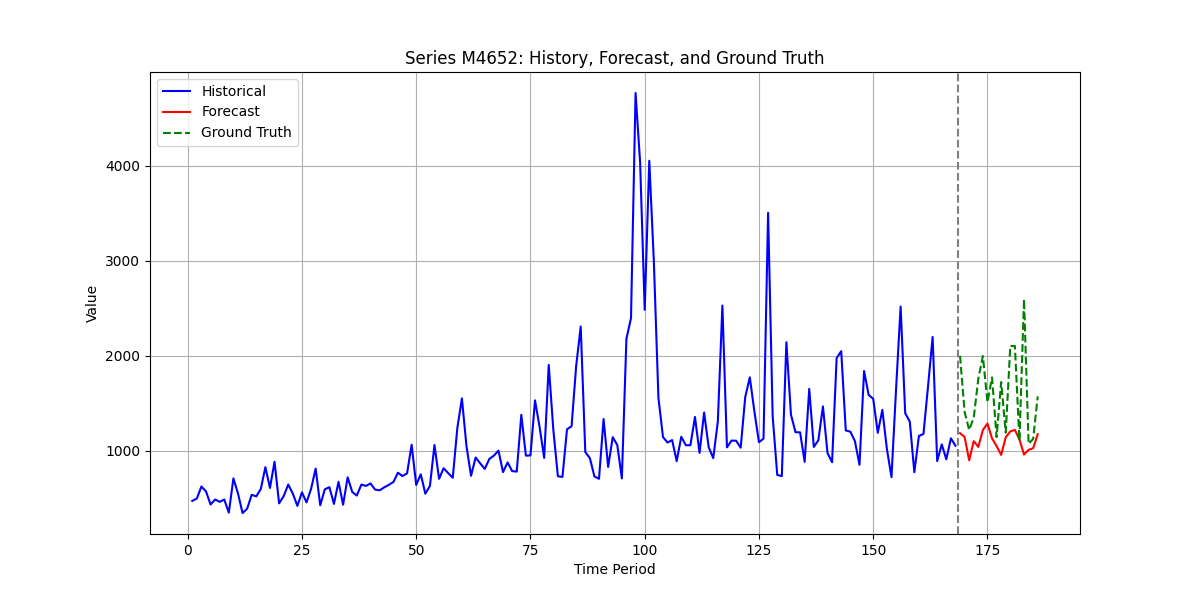 Series M4652: History, Forecast, and Ground Truth
Historical
Forecast
Ground Truth
Value
4000
3000
2000
1000
0 25 50 75 100 125 150 175
Time Period